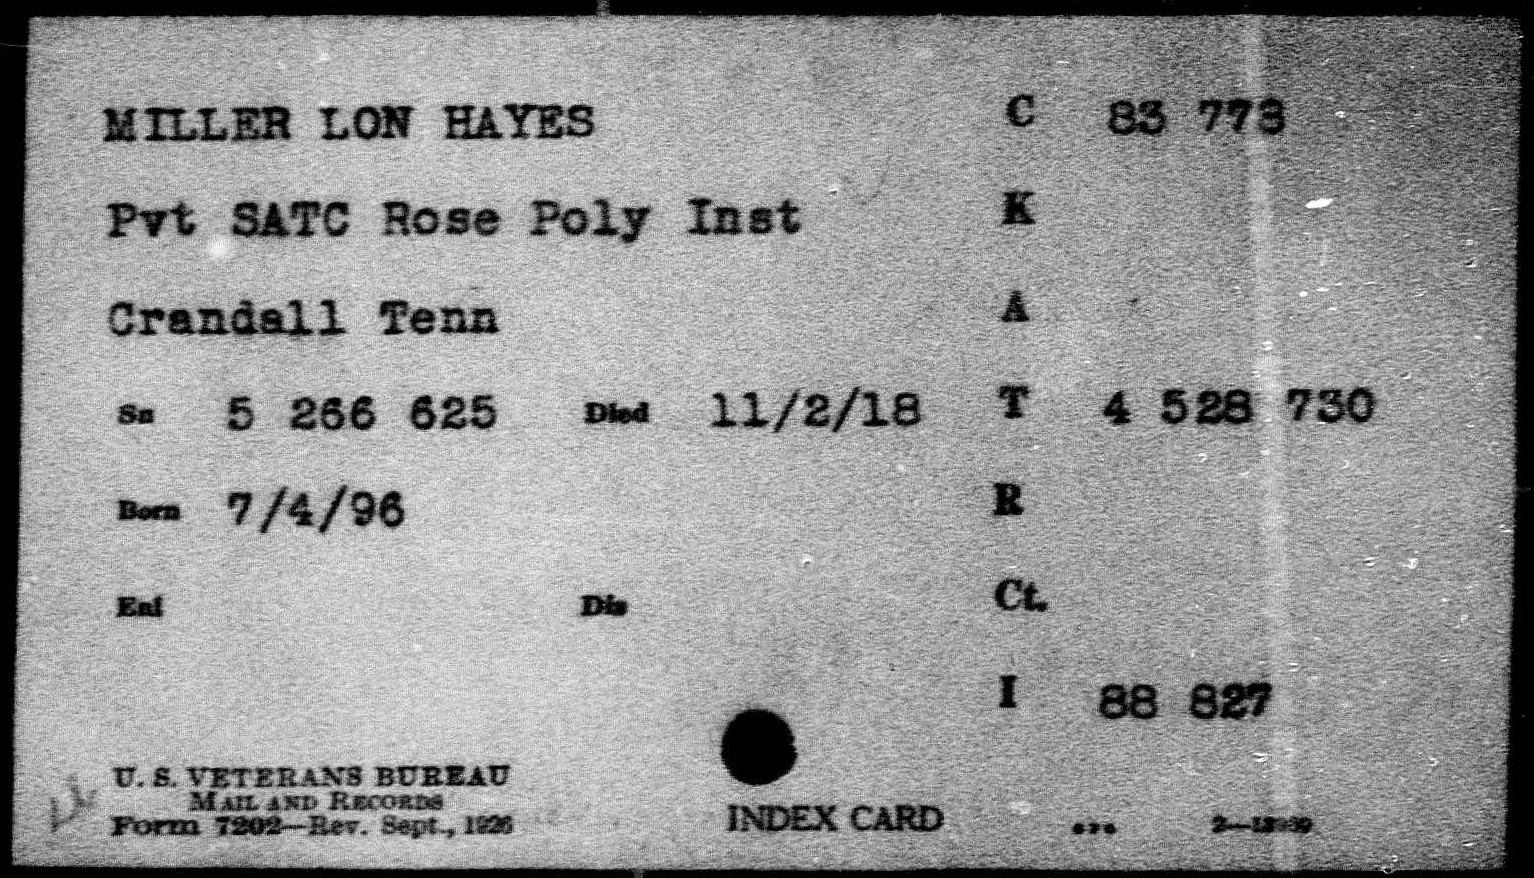 MILLER LON HAYES C 83 773
Pvt SATC Rose Poly Inst K
Crandall Tenn A
Sn 5 266 625 Died 11/2/18 T 4 528 730
Born 7/4/96 R
Enl Dis Ct.
I 88 827
U. S. VETERANS BUREAU
MAIL AND RECORDS
Form 7202—Rev. Sept., 1926
INDEX CARD